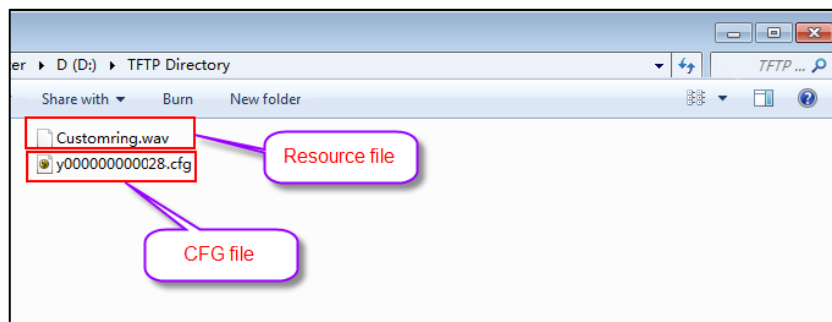 er ▸ D (D:) ▸ TFTP Directory
TFTP ...
Share with Burn New folder
Customring.wav
Resource file
y000000000028.cfg
CFG file